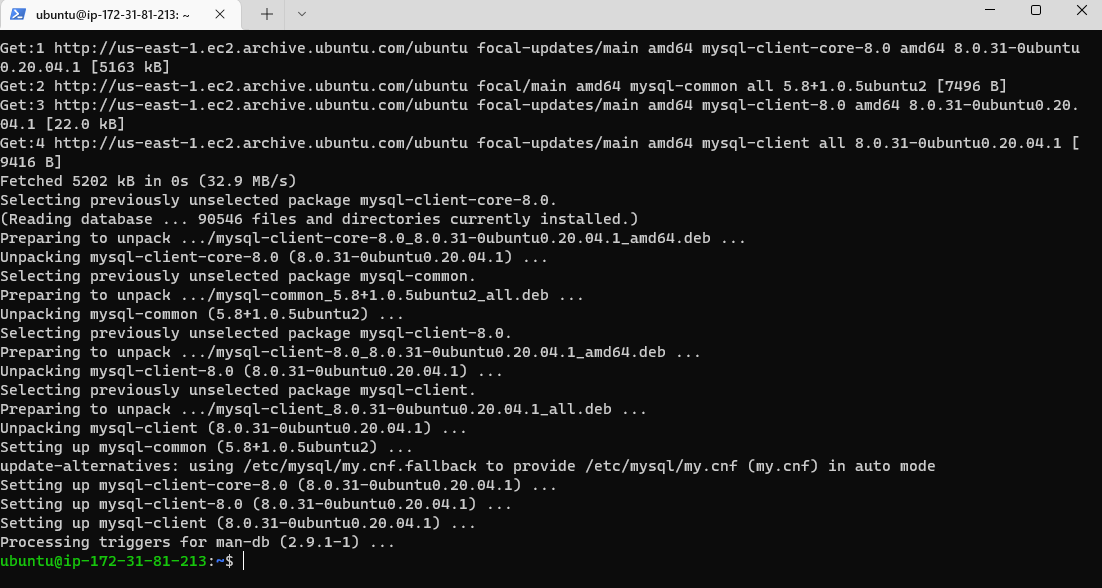 ubuntu@ip-172-31-81-213: ~
Get:1 http://us-east-1.ec2.archive.ubuntu.com/ubuntu focal-updates/main amd64 mysql-client-core-8.0 amd64 8.0.31-0ubuntu
0.20.04.1 [5163 kB]
Get:2 http://us-east-1.ec2.archive.ubuntu.com/ubuntu focal/main amd64 mysql-common all 5.8+1.0.5ubuntu2 [7496 B]
Get:3 http://us-east-1.ec2.archive.ubuntu.com/ubuntu focal-updates/main amd64 mysql-client-8.0 amd64 8.0.31-0ubuntu0.20.
04.1 [22.0 kB]
Get:4 http://us-east-1.ec2.archive.ubuntu.com/ubuntu focal-updates/main amd64 mysql-client all 8.0.31-0ubuntu0.20.04.1 [
9416 B]
Fetched 5202 kB in 0s (32.9 MB/s)
Selecting previously unselected package mysql-client-core-8.0.
(Reading database ... 90546 files and directories currently installed.)
Preparing to unpack .../mysql-client-core-8.0_8.0.31-0ubuntu0.20.04.1_amd64.deb ...
Unpacking mysql-client-core-8.0 (8.0.31-0ubuntu0.20.04.1) ...
Selecting previously unselected package mysql-common.
Preparing to unpack .../mysql-common_5.8+1.0.5ubuntu2_all.deb ...
Unpacking mysql-common (5.8+1.0.5ubuntu2) ...
Selecting previously unselected package mysql-client-8.0.
Preparing to unpack .../mysql-client-8.0_8.0.31-0ubuntu0.20.04.1_amd64.deb ...
Unpacking mysql-client-8.0 (8.0.31-0ubuntu0.20.04.1) ...
Selecting previously unselected package mysql-client.
Preparing to unpack .../mysql-client_8.0.31-0ubuntu0.20.04.1_all.deb ...
Unpacking mysql-client (8.0.31-0ubuntu0.20.04.1) ...
Setting up mysql-common (5.8+1.0.5ubuntu2) ...
update-alternatives: using /etc/mysql/my.cnf.fallback to provide /etc/mysql/my.cnf (my.cnf) in auto mode
Setting up mysql-client-core-8.0 (8.0.31-0ubuntu0.20.04.1) ...
Setting up mysql-client-8.0 (8.0.31-0ubuntu0.20.04.1) ...
Setting up mysql-client (8.0.31-0ubuntu0.20.04.1) ...
Processing triggers for man-db (2.9.1-1) ...
ubuntu@ip-172-31-81-213:~$